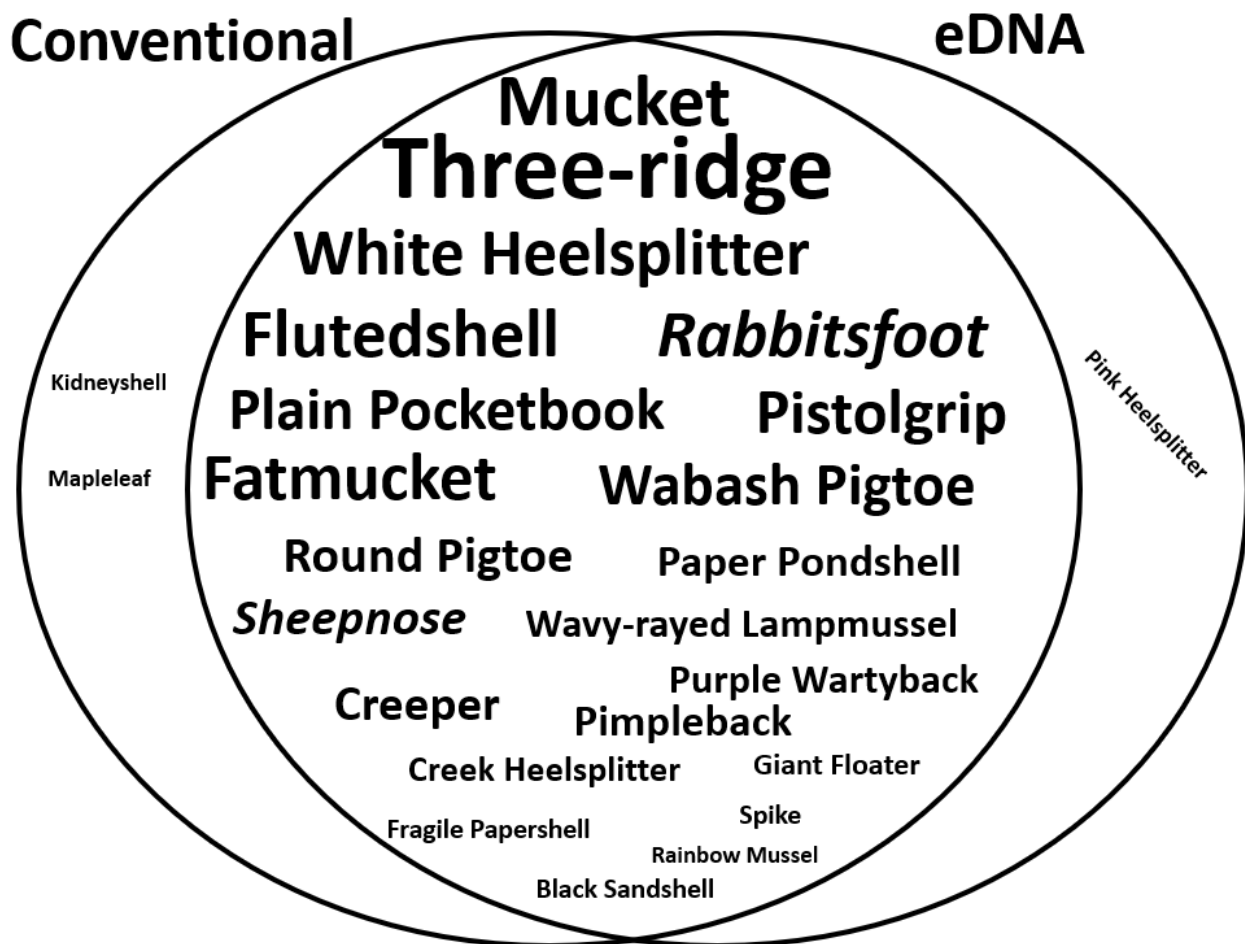 Conventional
eDNA
Mucket
Three-ridge
White Heelsplitter
Flutedshell
Rabbitsfoot
Kidneyshell
Plain Pocketbook
Pistolgrip
Pink Heelsplitter
Mapleleaf
Fatmucket
Wabash Pigtoe
Round Pigtoe
Paper Pondshell
Sheepnose
Wavy-rayed Lampmussel
Purple Wartyback
Creeper
Pimpleback
Creek Heelsplitter
Giant Floater
Fragile Papershell
Spike
Rainbow Mussel
Black Sandshell